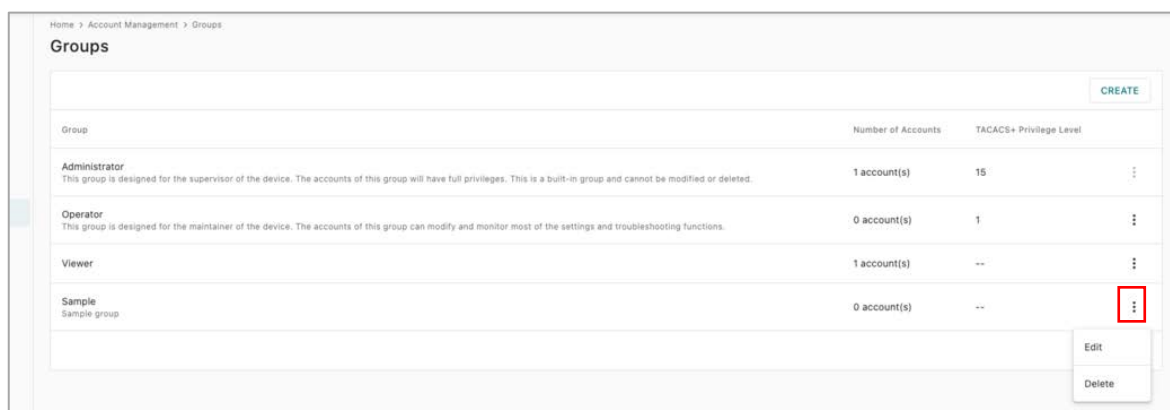 Home > Account Management > Groups
Groups
CREATE
Group Number of Accounts TACACS+ Privilege Level
Administrator
This group is designed for the supervisor of the device. The accounts of this group will have full privileges. This is a built-in group and cannot be modified or deleted.
1 account(s) 15
Operator
This group is designed for the maintainer of the device. The accounts of this group can modify and monitor most of the settings and troubleshooting functions.
0 account(s) 1
Viewer 1 account(s) --
Sample
Sample group
0 account(s) --
Edit
Delete